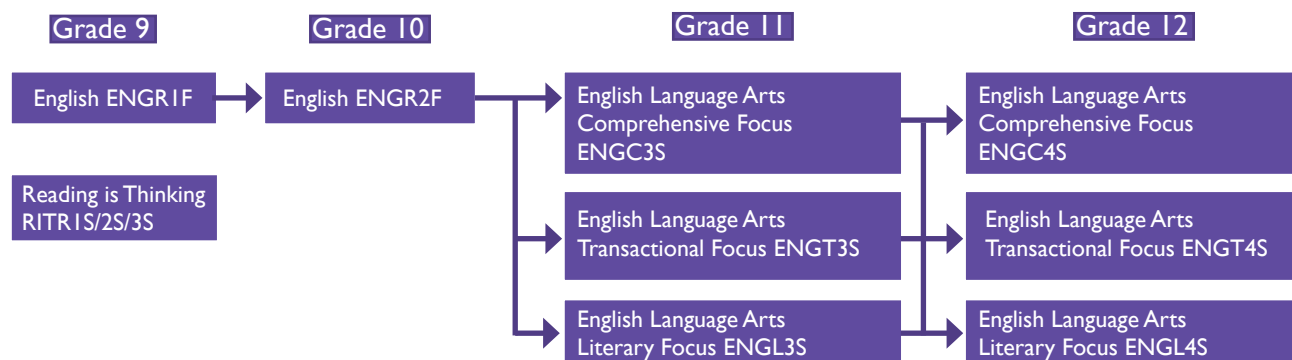 Grade 9
Grade 10
Grade 11
Grade 12
English ENGR1F
English ENGR2F
English Language Arts
Comprehensive Focus
ENGC3S
English Language Arts
Comprehensive Focus
ENGC4S
Reading is Thinking
RITR1S/2S/3S
English Language Arts
Transactional Focus ENGT3S
English Language Arts
Transactional Focus ENGT4S
English Language Arts
Literary Focus ENGL3S
English Language Arts
Literary Focus ENGL4S